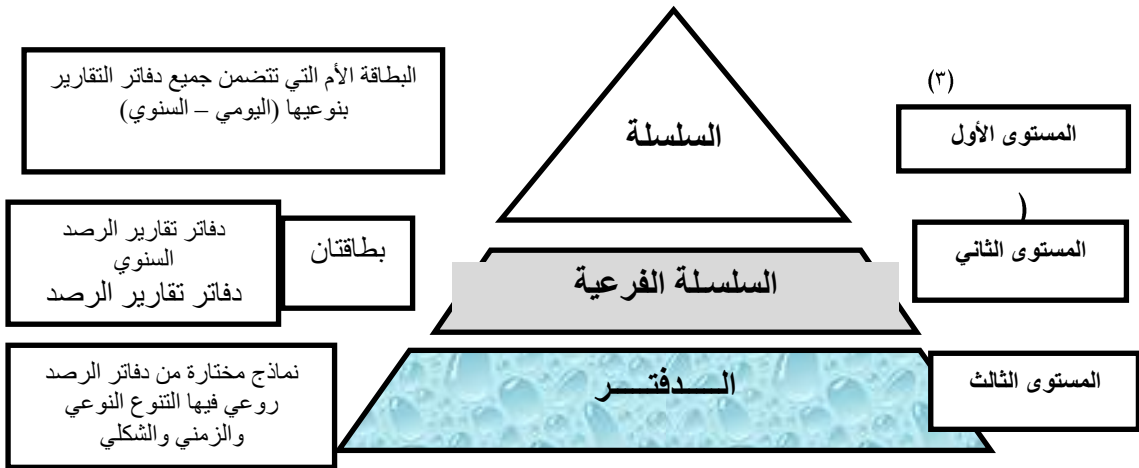 البطاقة الأم التي تتضمن جميع دفاتر التقارير
بنوعيها (اليومي – السنوي)
السلسلة
(٣)
المستوى الأول
دفاتر تقارير الرصد
السنوي
دفاتر تقارير الرصد
بطاقتان
السلسلة الفرعية
(
المستوى الثاني
نماذج مختارة من دفاتر الرصد
روعي فيها التنوع النوعي
والزمني والشكلي
الـــــدفتـــــر
المستوى الثالث